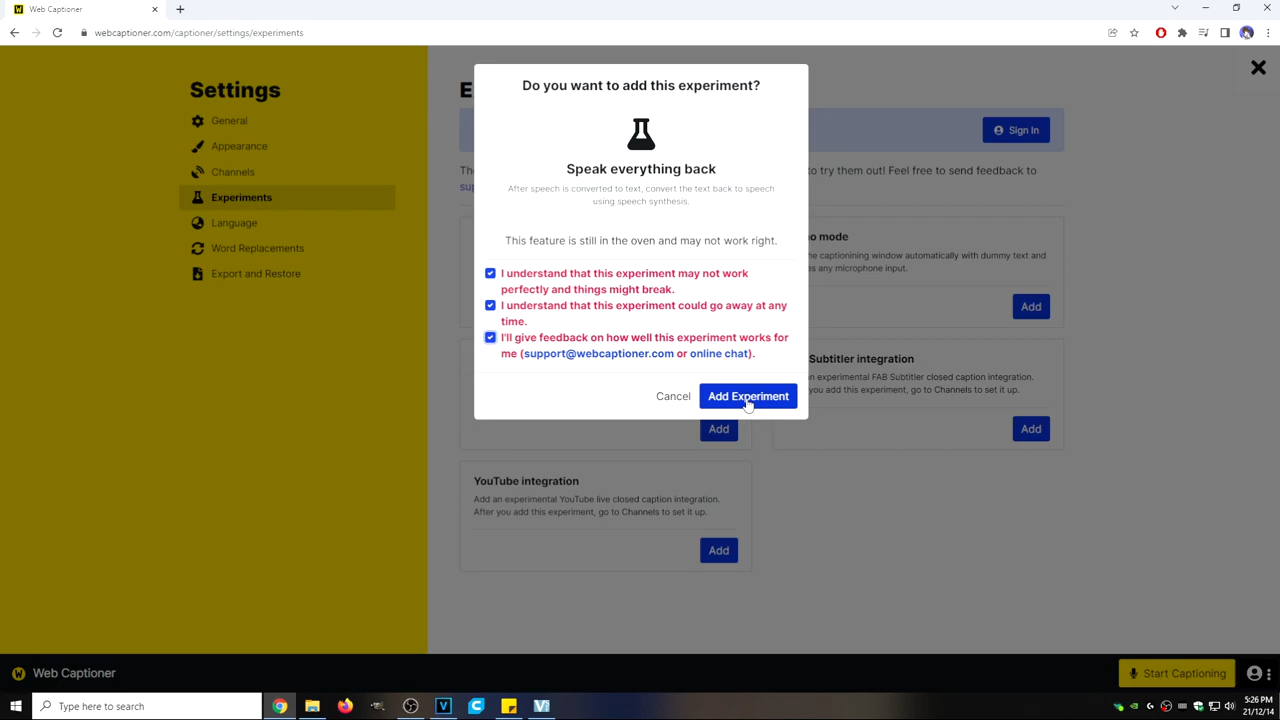 Web Captioner
webcaptioner.com/captioner/settings/experiments
Settings
General
Appearance
Channels
Experiments
Language
Word Replacements
Export and Restore
E
Sign In
The
to try them out! Feel free to send feedback to
Do you want to add this experiment?
Speak everything back
After speech is converted to text, convert the text back to speech
using speech synthesis.
This feature is still in the oven and may not work right.
I understand that this experiment may not work
perfectly and things might break.
I understand that this experiment could go away at any
time.
I'll give feedback on how well this experiment works for
me (support@webcaptioner.com or online chat).
Cancel
Add Experiment
o mode
he captionining window automatically with dummy text and
es any microphone input.
Add
Subtitler integration
n experimental FAB Subtitler closed caption integration.
you add this experiment, go to Channels to set it up.
Add
Add
YouTube integration
Add an experimental YouTube live closed caption integration.
After you add this experiment, go to Channels to set it up.
Add
Web Captioner
Start Captioning
Type here to search
5:26 PM
21/12/14